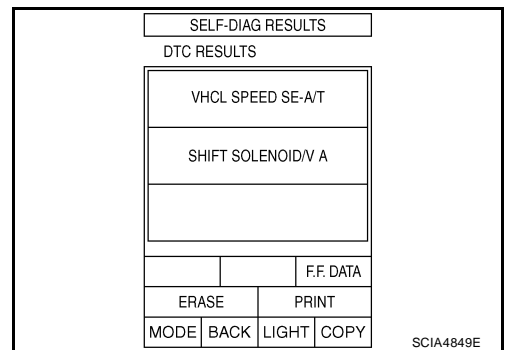 SELF-DIAG RESULTS
DTC RESULTS
VHCL SPEED SE-A/T
SHIFT SOLENOID/V A
F.F. DATA
ERASE PRINT
MODE BACK LIGHT COPY
SCIA4849E